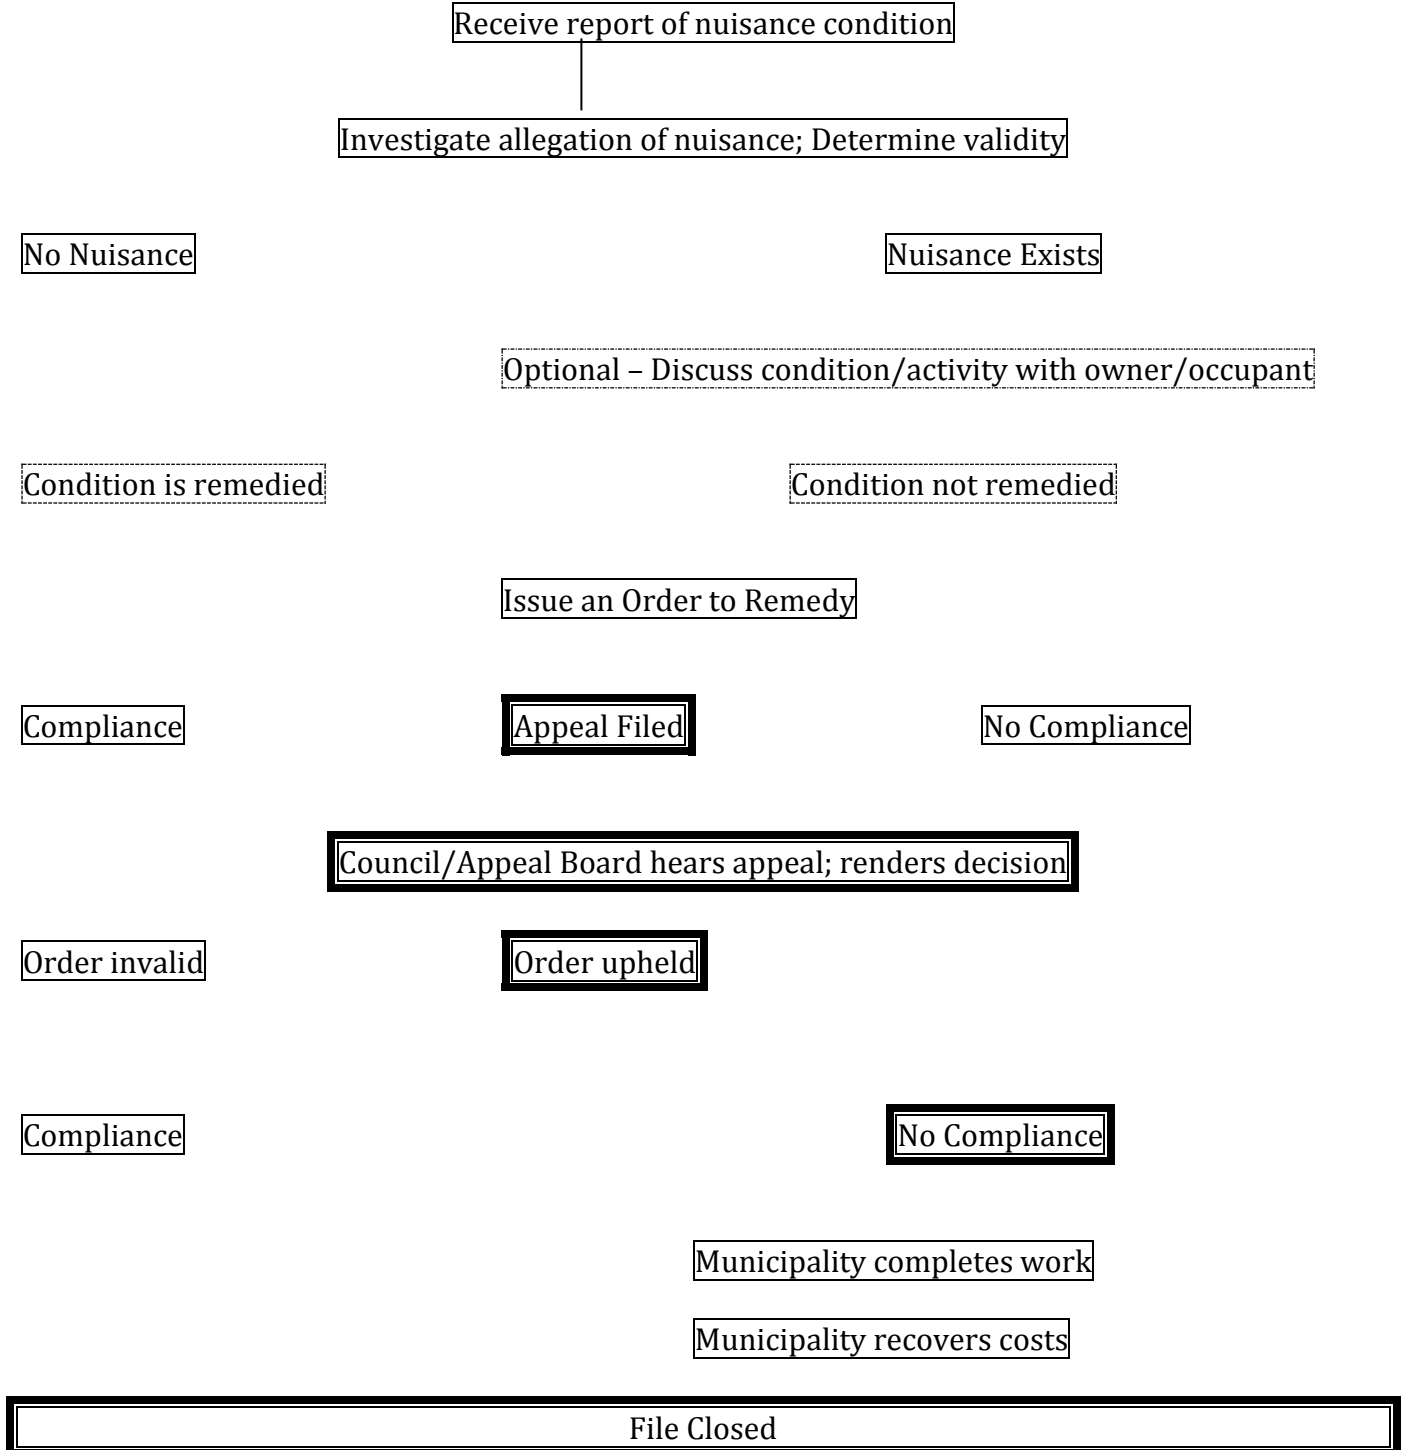 Receive report of nuisance condition
Investigate allegation of nuisance; Determine validity
No Nuisance
Nuisance Exists
Optional – Discuss condition/activity with owner/occupant
Condition is remedied
Condition not remedied
Issue an Order to Remedy
Compliance
Appeal Filed
No Compliance
Council/Appeal Board hears appeal; renders decision
Order invalid
Order upheld
Compliance
No Compliance
Municipality completes work
Municipality recovers costs
File Closed